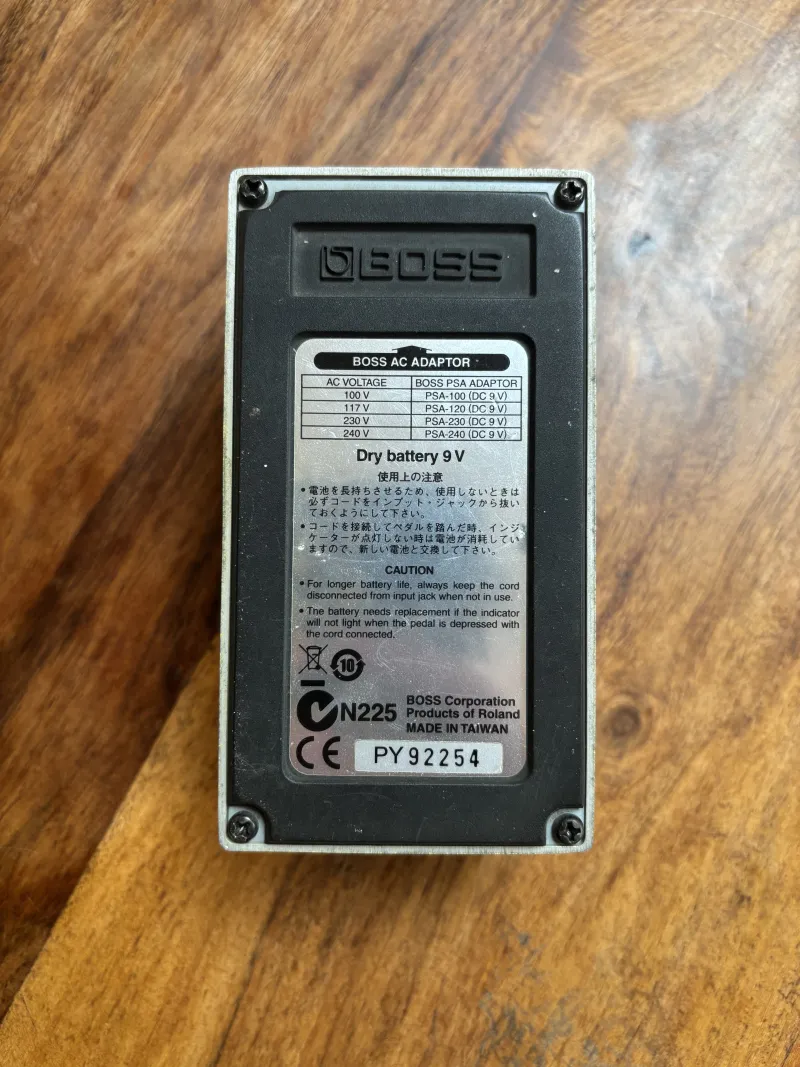 BOSS
BOSS AC ADAPTOR
AC VOLTAGE BOSS PSA ADAPTOR
100 V PSA-100 (DC 9 V)
117 V PSA-120 (DC 9 V)
230 V PSA-230 (DC 9 V)
240 V PSA-240 (DC 9 V)
Dry battery 9 V
使用上の注意
• 電池を長持ちさせるため、使用しないときは
必ずコードをインプット・ジャックから抜い
ておくようにして下さい。
• コードを接続してペダルを踏んだ時、インジ
ケーターが点灯しない時は電池が消耗してい
ますので、新しい電池と交換して下さい。
CAUTION
• For longer battery life, always keep the cord
disconnected from input jack when not in use.
• The battery needs replacement if the indicator
will not light when the pedal is depressed with
the cord connected.
10
N225
BOSS Corporation
Products of Roland
MADE IN TAIWAN
CE
PY92254